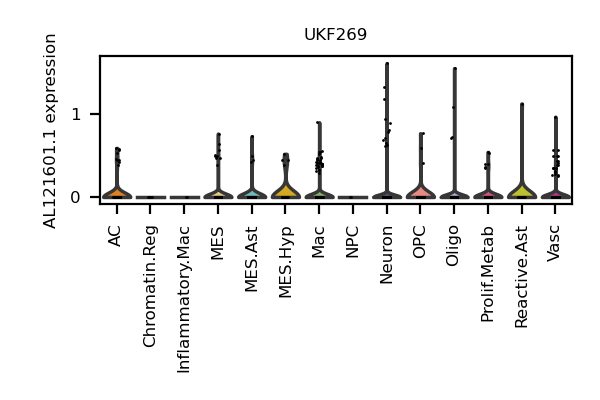 UKF269
AL121601.1 expression
1
0
AC
Chromatin.Reg
Inflammatory.Mac
MES
MES.Ast
MES.Hyp
Mac
NPC
Neuron
OPC
Oligo
Prolif.Metab
Reactive.Ast
Vasc